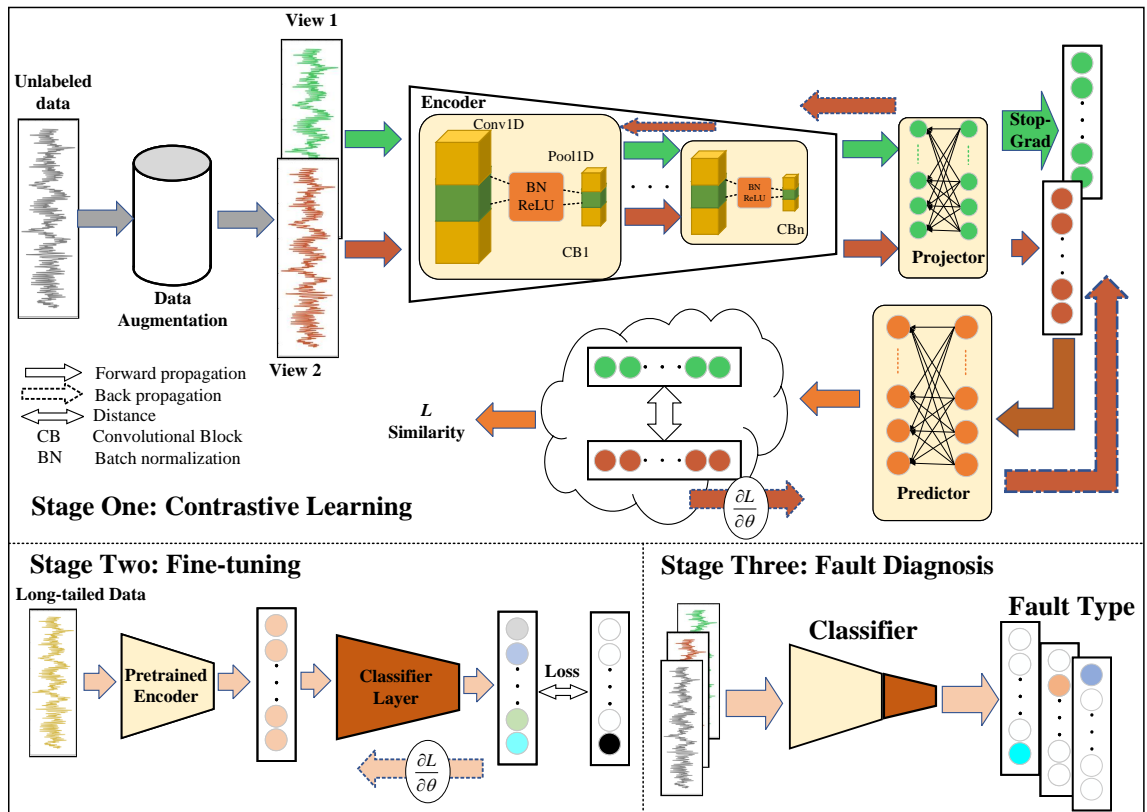 View 1
Unlabeled
data
Data
Augmentation
View 2
Encoder
Conv1D
Pool1D
BN
ReLU
CB1
. . .
BN
ReLU
CBn
Projector
Stop-
Grad
Predictor
L
Similarity
∂L
∂θ
Forward propagation
Back propagation
Distance
CB Convolutional Block
BN Batch normalization
Stage One: Contrastive Learning
Stage Two: Fine-tuning
Long-tailed Data
Pretrained
Encoder
Classifier
Layer
Loss
∂L
∂θ
Stage Three: Fault Diagnosis
Classifier
Fault Type